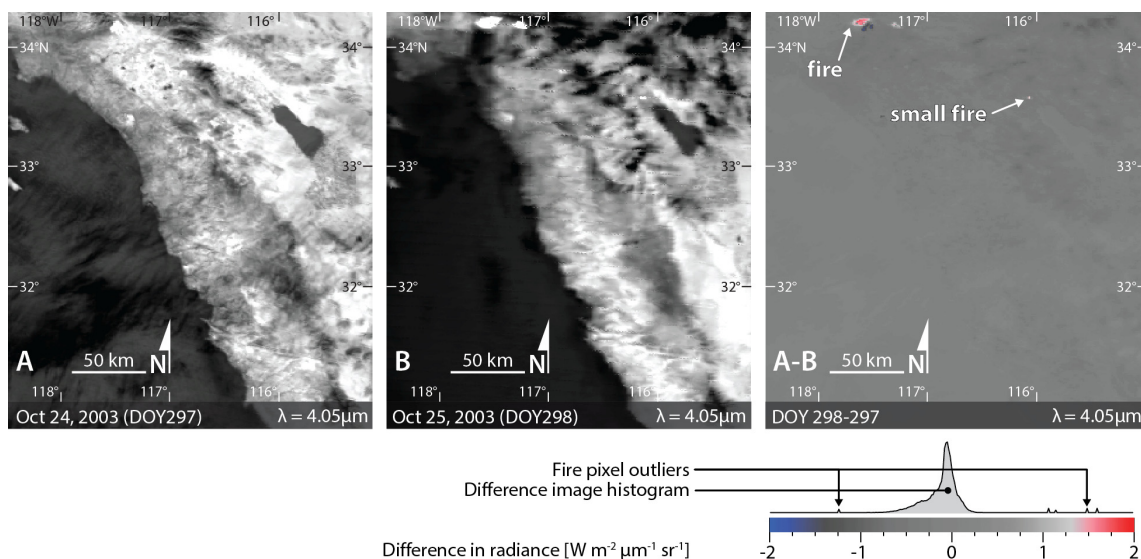 118°W 117° 116°
34°N 34°
33° 33°
32° 32°
A 50 km N
118° 117° 116°
Oct 24, 2003 (DOY297) λ = 4.05μm
118°W 117° 116°
34°N 34°
33° 33°
32° 32°
B 50 km N
118° 117° 116°
Oct 25, 2003 (DOY298) λ = 4.05μm
118°W 117° 116°
34°N 34°
fire
small fire
33° 33°
32° 32°
A-B 50 km N
118° 117° 116°
DOY 298-297 λ = 4.05μm
Fire pixel outliers
Difference image histogram
Difference in radiance [W m⁻² μm⁻¹ sr⁻¹]
-2 -1 0 1 2